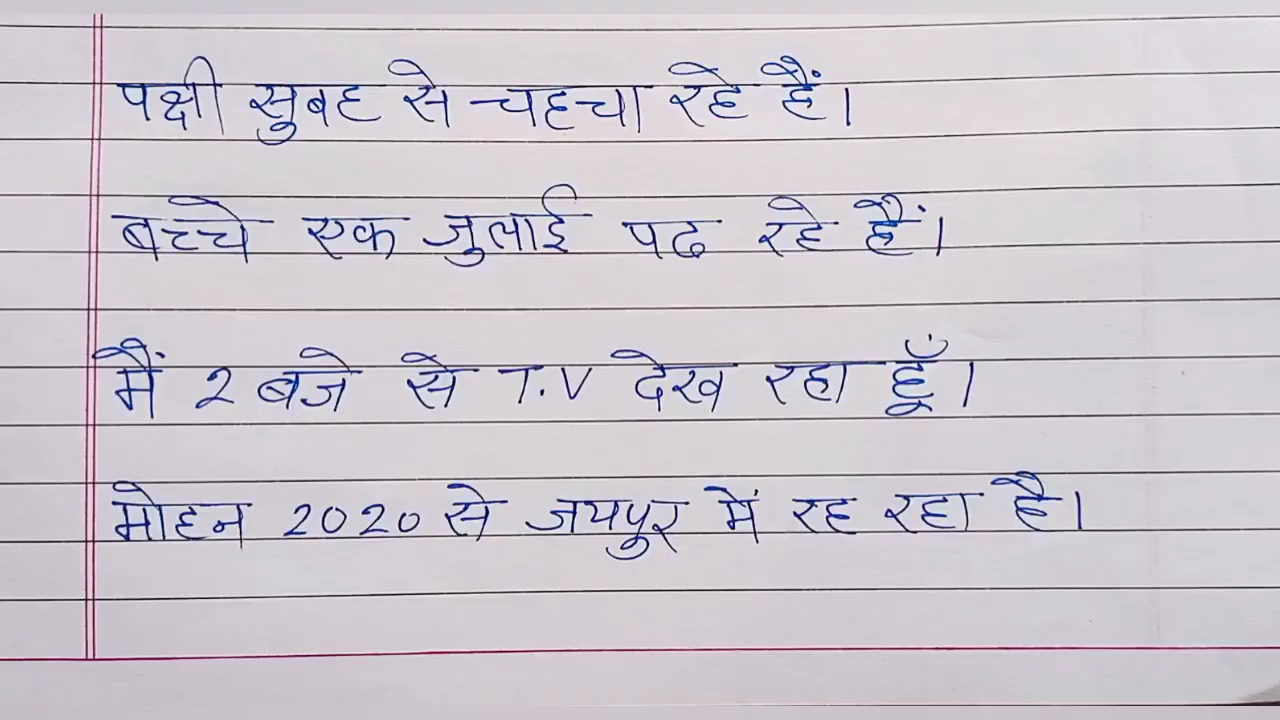 पक्षी सुबह से चहचा रहे हैं।
बच्चे एक जुलाई पढ रहे हैं।
मैं 2 बजे से T.V देख रहा हूँ।
मोहन 2020 से जयपुर में रह रहा है।